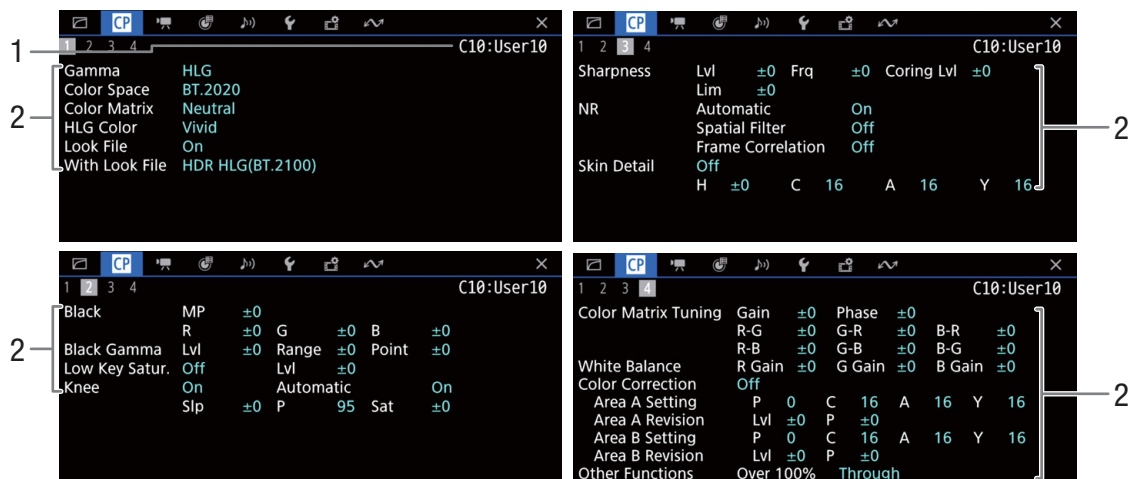 CP
1 2 3 4 C10:User10
1
Gamma HLG
Color Space BT.2020
Color Matrix Neutral
HLG Color Vivid
Look File On
With Look File HDR HLG(BT.2100)
2
CP
1 2 3 4 C10:User10
Sharpness Lvl ±0 Frq ±0 Coring Lvl ±0
Lim ±0
NR Automatic On
Spatial Filter Off
Frame Correlation Off
Skin Detail Off
H ±0 C 16 A 16 Y 16
2
CP
1 2 3 4 C10:User10
Black MP ±0
R ±0 G ±0 B ±0
Black Gamma Lvl ±0 Range ±0 Point ±0
Low Key Satur. Off Lvl ±0
Knee On Automatic On
Slp ±0 P 95 Sat ±0
2
CP
1 2 3 4 C10:User10
Color Matrix Tuning Gain ±0 Phase ±0
R-G ±0 G-R ±0 B-R ±0
R-B ±0 G-B ±0 B-G ±0
White Balance R Gain ±0 G Gain ±0 B Gain ±0
Color Correction Off
Area A Setting P 0 C 16 A 16 Y 16
Area A Revision Lvl ±0 P ±0
Area B Setting P 0 C 16 A 16 Y 16
Area B Revision Lvl ±0 P ±0
Other Functions Over 100% Through
2